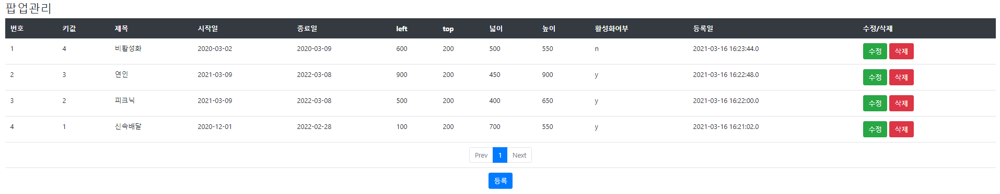 팝업관리
번호 키값 제목 시작일 종료일 left top 넓이 높이 활성화여부 등록일 수정/삭제
1 4 비활성화 2020-03-02 2020-03-09 600 200 500 550 n 2021-03-16 16:23:44.0 수정 삭제
2 3 연인 2021-03-09 2022-03-08 900 200 450 900 y 2021-03-16 16:22:48.0 수정 삭제
3 2 피크닉 2021-03-09 2022-03-08 500 200 400 650 y 2021-03-16 16:22:00.0 수정 삭제
4 1 신속배달 2020-12-01 2022-02-28 100 200 700 550 y 2021-03-16 16:21:02.0 수정 삭제
Prev 1 Next
등록